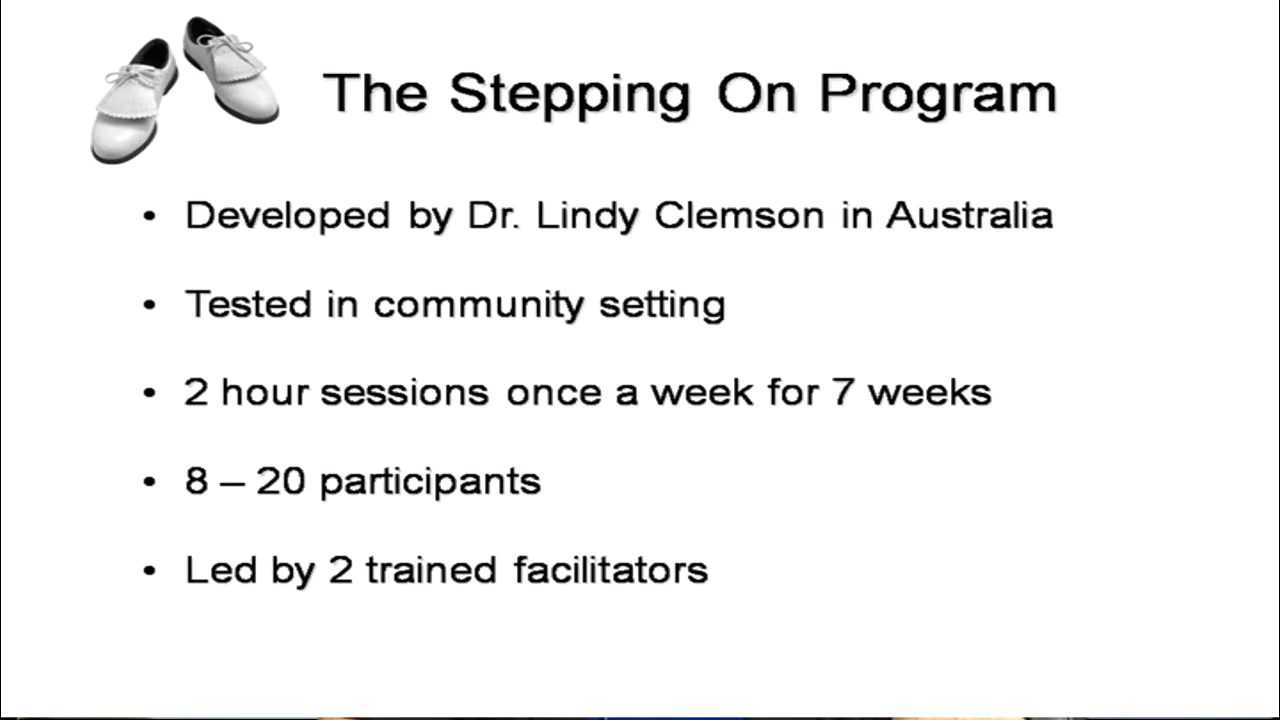 The Stepping On Program
• Developed by Dr. Lindy Clemson in Australia
• Tested in community setting
• 2 hour sessions once a week for 7 weeks
• 8 – 20 participants
• Led by 2 trained facilitators